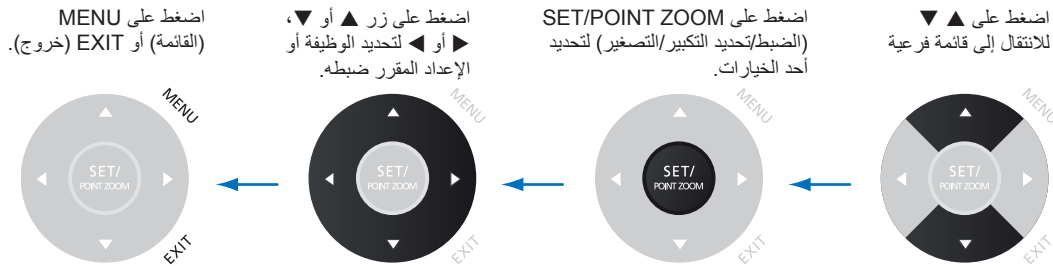 اضغط على ▲ ▼
للانتقال إلى قائمة فرعية
MENU
SET/
POINT ZOOM
EXIT
اضغط على SET/POINT ZOOM
(الضبط/تحديد التكبير/التصغير) لتحديد
أحد الخيارات.
MENU
SET/
POINT ZOOM
EXIT
اضغط على زر ▲ أو ▼،
◀ أو ▶ لتحديد الوظيفة أو
الإعداد المقرر ضبطه.
MENU
SET/
POINT ZOOM
EXIT
اضغط على MENU
(القائمة) أو EXIT (خروج).
MENU
SET/
POINT ZOOM
EXIT